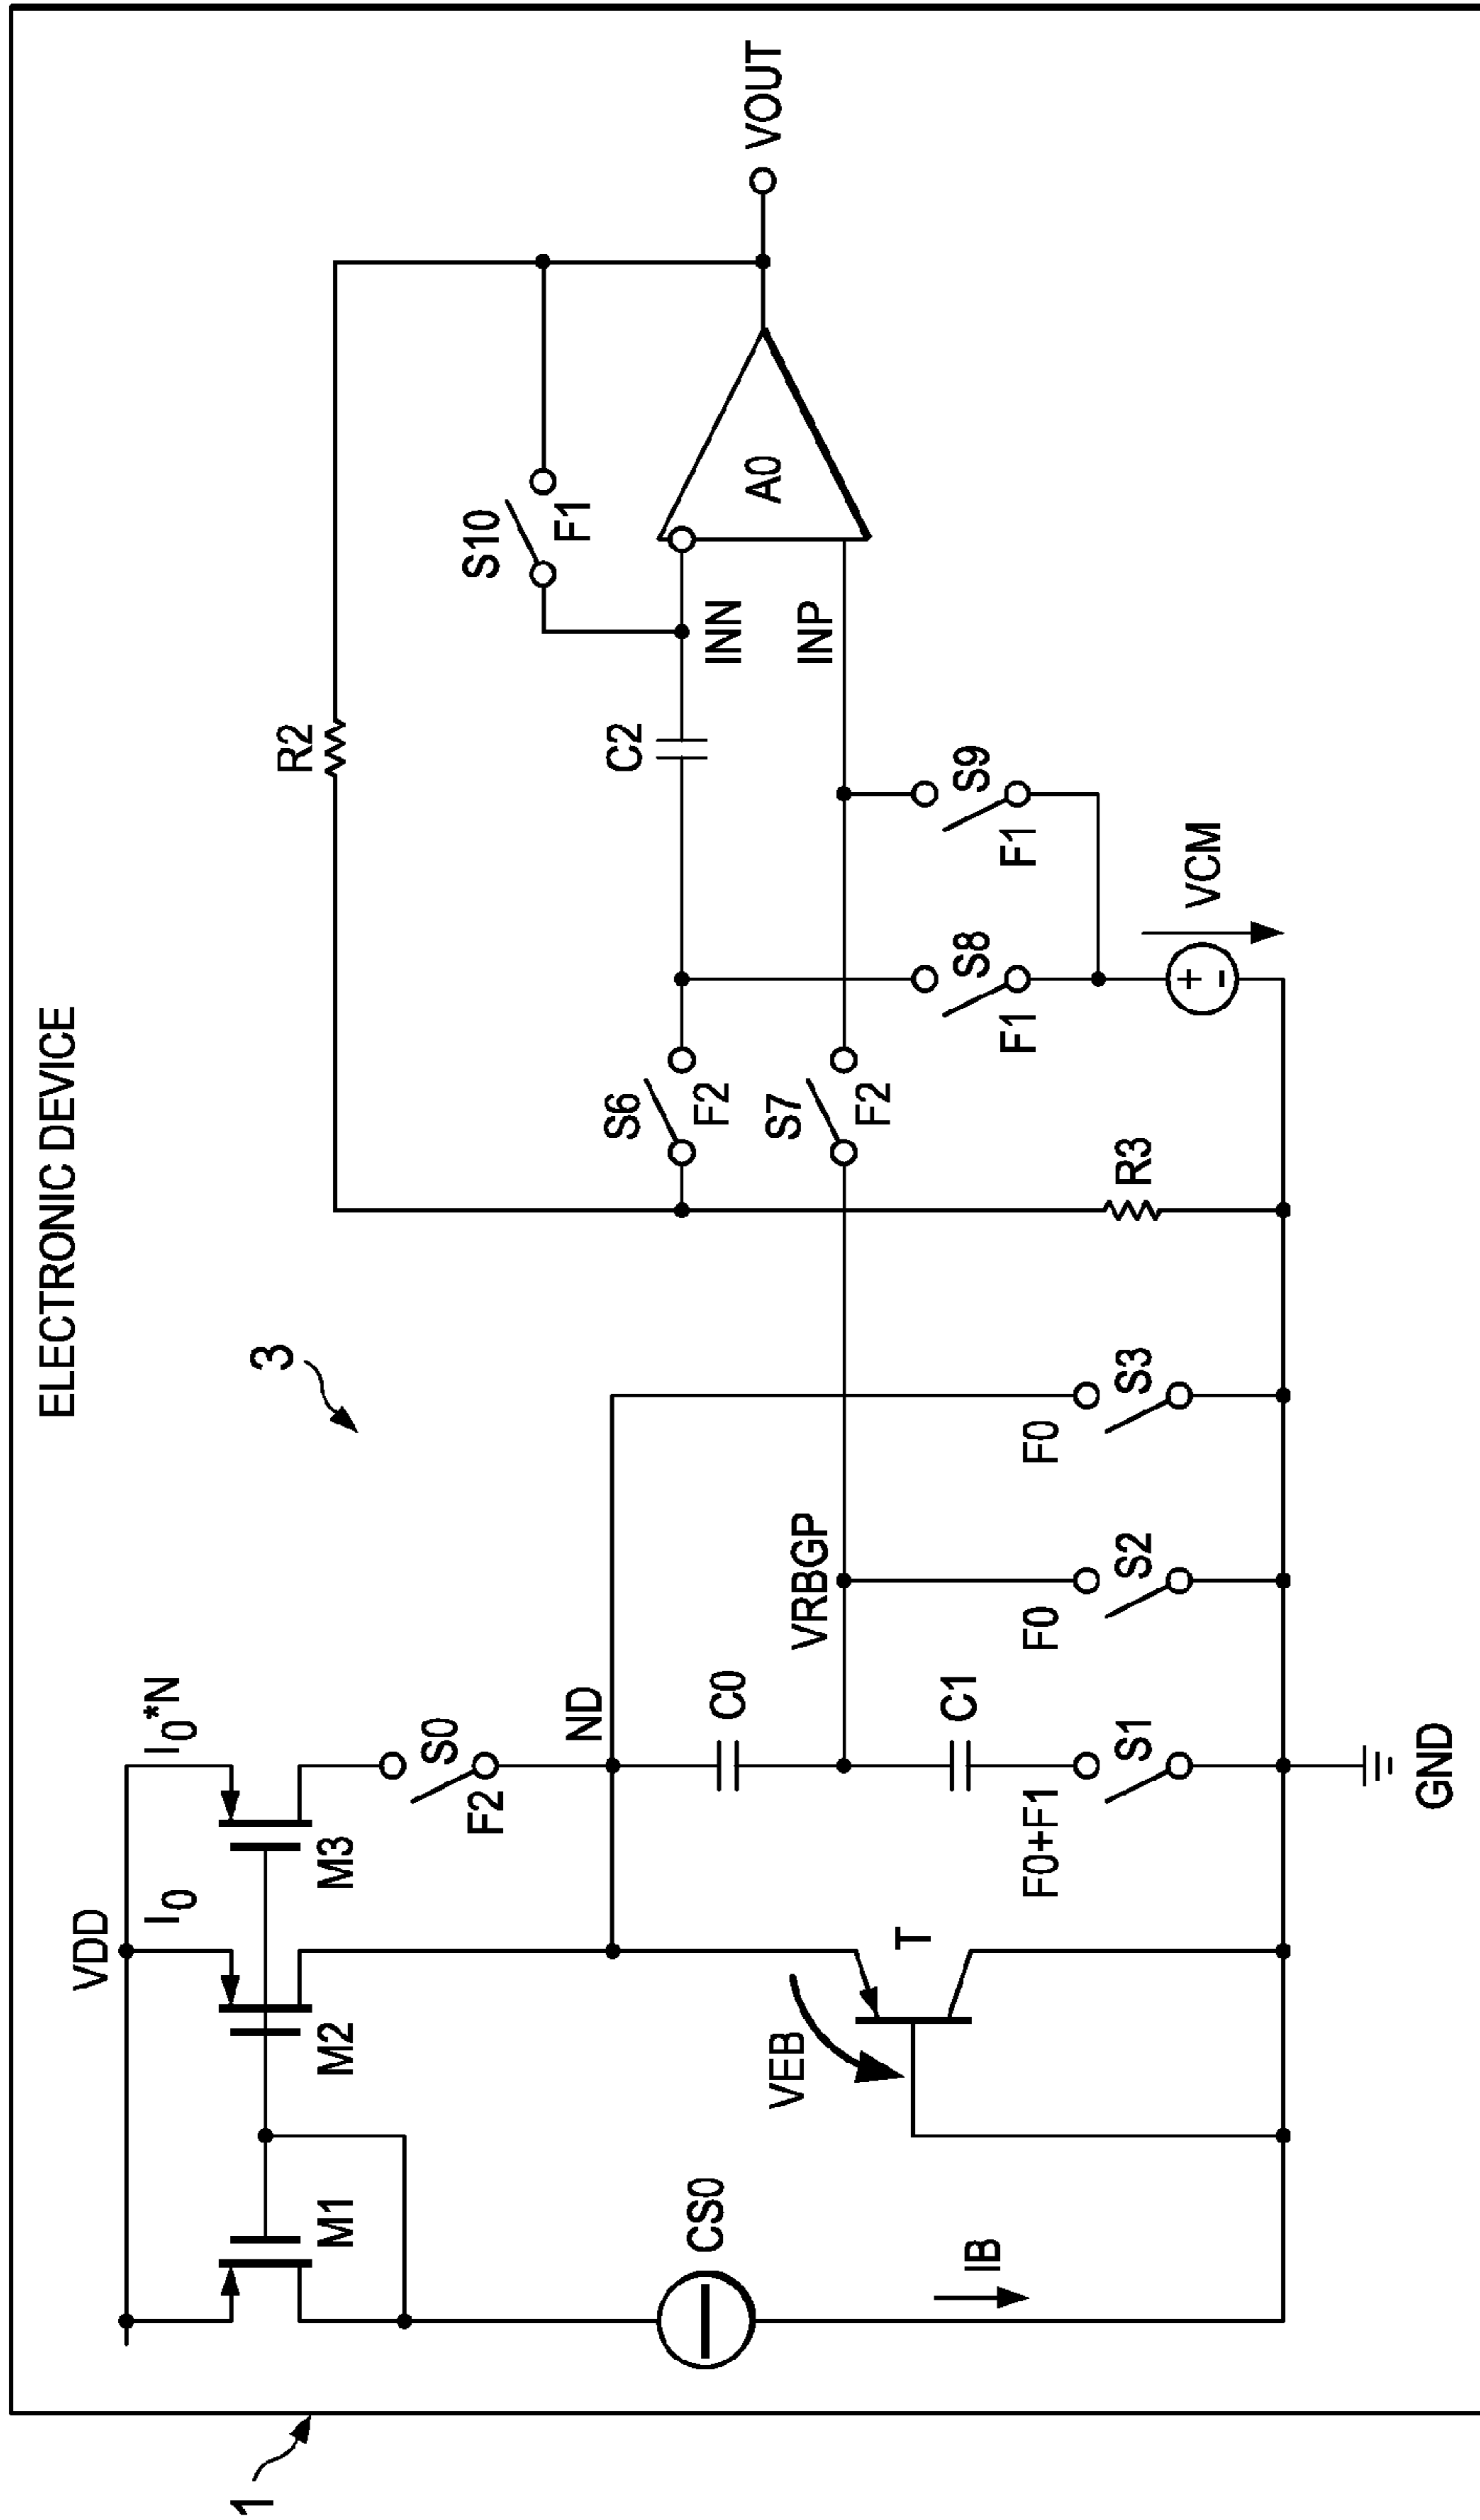 ELECTRONIC DEVICE
1
3
VDD
I0
I0*N
M1
M2
M3
S0
F2
ND
R2
S10
F1
VOUT
CS0
IB
VEB
T
C0
VRBGP
C1
F0+F1
S1
F0
S2
F0
S3
R3
S6
F2
S7
F2
C2
INN
INP
A0
F1
S8
F1
S9
VCM
+
-
GND